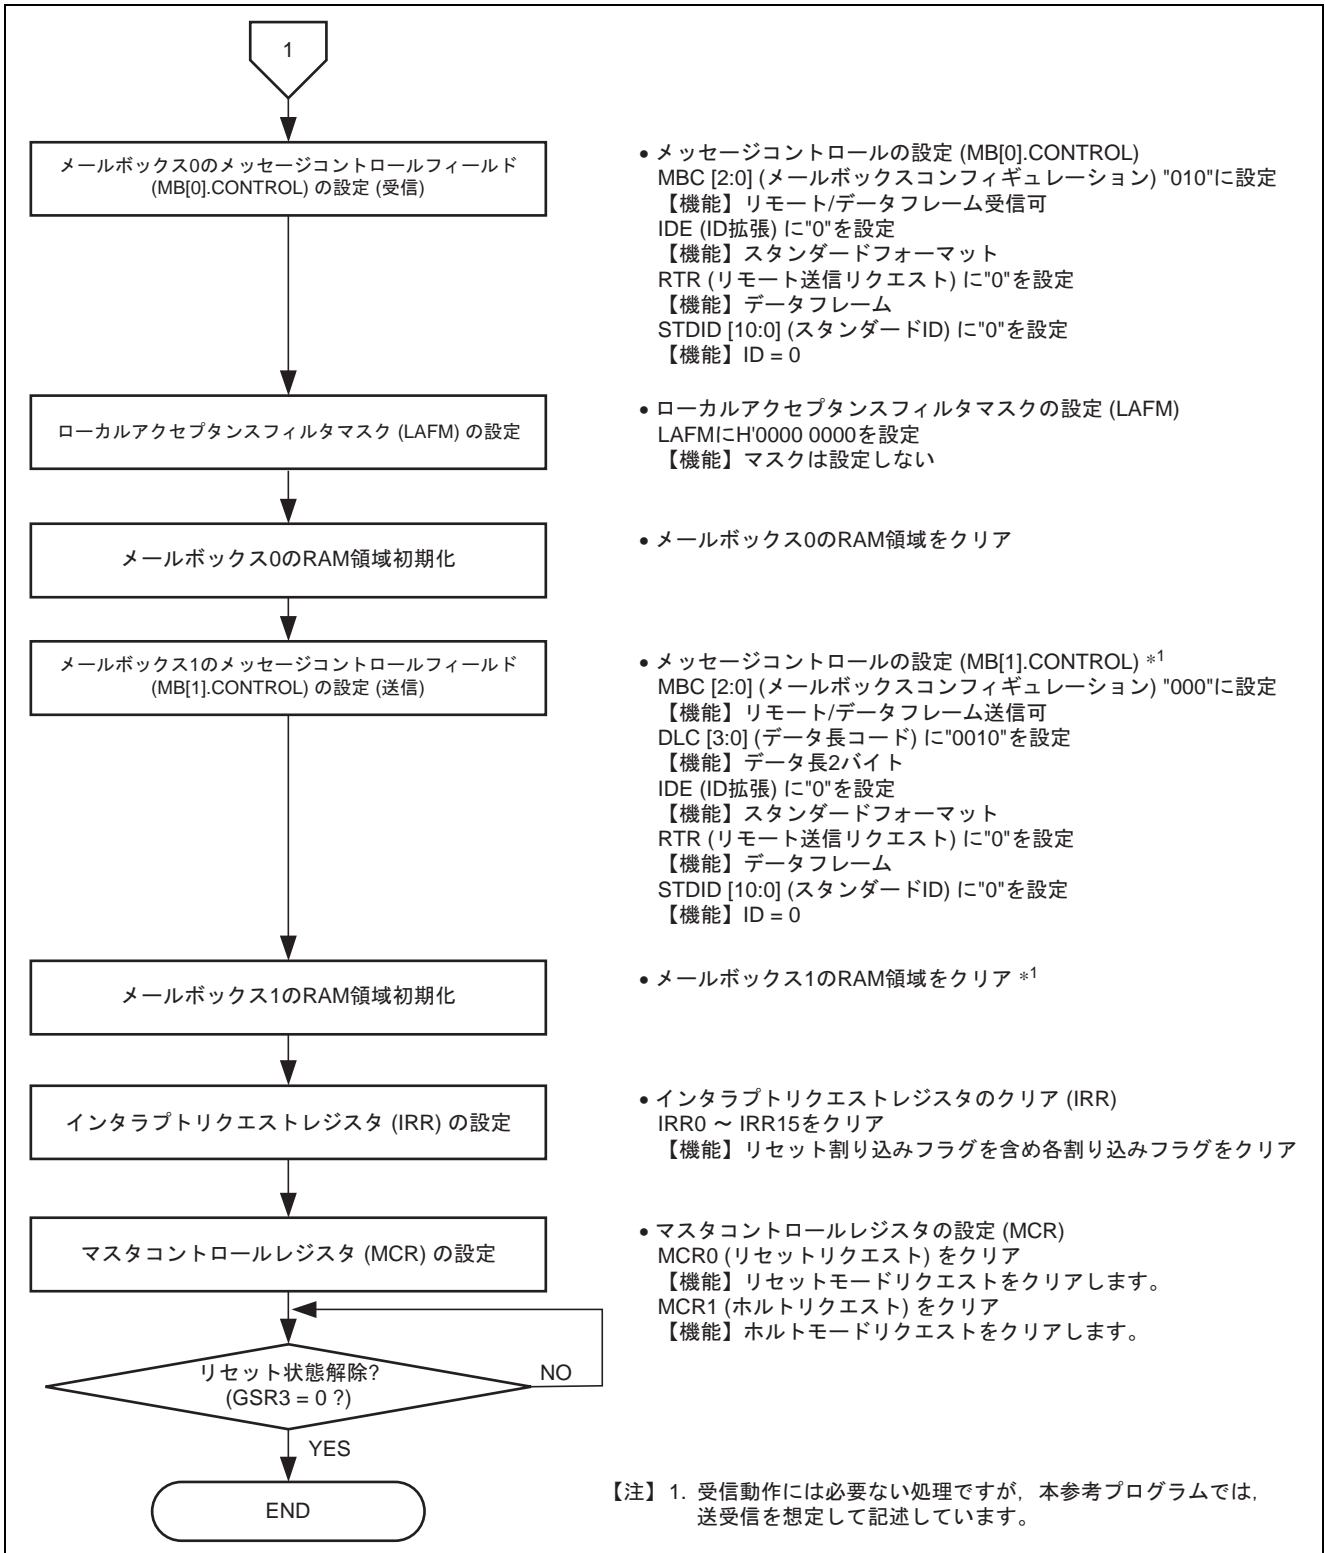 1
メールボックス0のメッセージコントロールフィールド
(MB[0].CONTROL) の設定 (受信)
• メッセージコントロールの設定 (MB[0].CONTROL)
MBC [2:0] (メールボックスコンフィギュレーション) "010"に設定
【機能】リモート/データフレーム受信可
IDE (ID拡張) に"0"を設定
【機能】スタンダードフォーマット
RTR (リモート送信リクエスト) に"0"を設定
【機能】データフレーム
STDID [10:0] (スタンダードID) に"0"を設定
【機能】ID = 0
ローカルアクセプタンスフィルタマスク (LAFM) の設定
• ローカルアクセプタンスフィルタマスクの設定 (LAFM)
LAFMにH'0000 0000を設定
【機能】マスクは設定しない
メールボックス0のRAM領域初期化
• メールボックス0のRAM領域をクリア
メールボックス1のメッセージコントロールフィールド
(MB[1].CONTROL) の設定 (送信)
• メッセージコントロールの設定 (MB[1].CONTROL) *1
MBC [2:0] (メールボックスコンフィギュレーション) "000"に設定
【機能】リモート/データフレーム送信可
DLC [3:0] (データ長コード) に"0010"を設定
【機能】データ長2バイト
IDE (ID拡張) に"0"を設定
【機能】スタンダードフォーマット
RTR (リモート送信リクエスト) に"0"を設定
【機能】データフレーム
STDID [10:0] (スタンダードID) に"0"を設定
【機能】ID = 0
メールボックス1のRAM領域初期化
• メールボックス1のRAM領域をクリア *1
インタラプトリクエストレジスタ (IRR) の設定
• インタラプトリクエストレジスタのクリア (IRR)
IRR0 ～ IRR15をクリア
【機能】リセット割り込みフラグを含め各割り込みフラグをクリア
マスタコントロールレジスタ (MCR) の設定
• マスタコントロールレジスタの設定 (MCR)
MCR0 (リセットリクエスト) をクリア
【機能】リセットモードリクエストをクリアします。
MCR1 (ホルトリクエスト) をクリア
【機能】ホルトモードリクエストをクリアします。
リセット状態解除?
(GSR3 = 0 ?)
NO
YES
END
【注】1. 受信動作には必要ない処理ですが，本参考プログラムでは，
送受信を想定して記述しています。